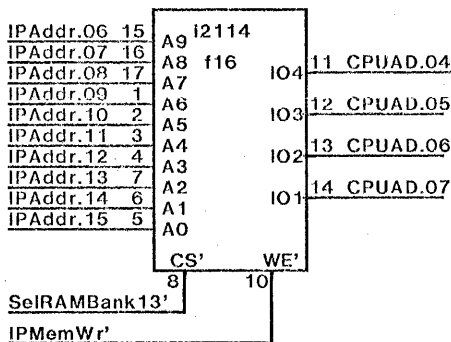 IPAddr.06 15 A9 i2114
IPAddr.07 16 A8 f16
IPAddr.08 17 A7 IO4 11 CPUAD.04
IPAddr.09 1 A6
IPAddr.10 2 A5 IO3 12 CPUAD.05
IPAddr.11 3 A4
IPAddr.12 4 A3 IO2 13 CPUAD.06
IPAddr.13 7 A2
IPAddr.14 6 A1 IO1 14 CPUAD.07
IPAddr.15 5 A0
CS' WE'
8 10
SelRAMBank13'
IPMemWr'